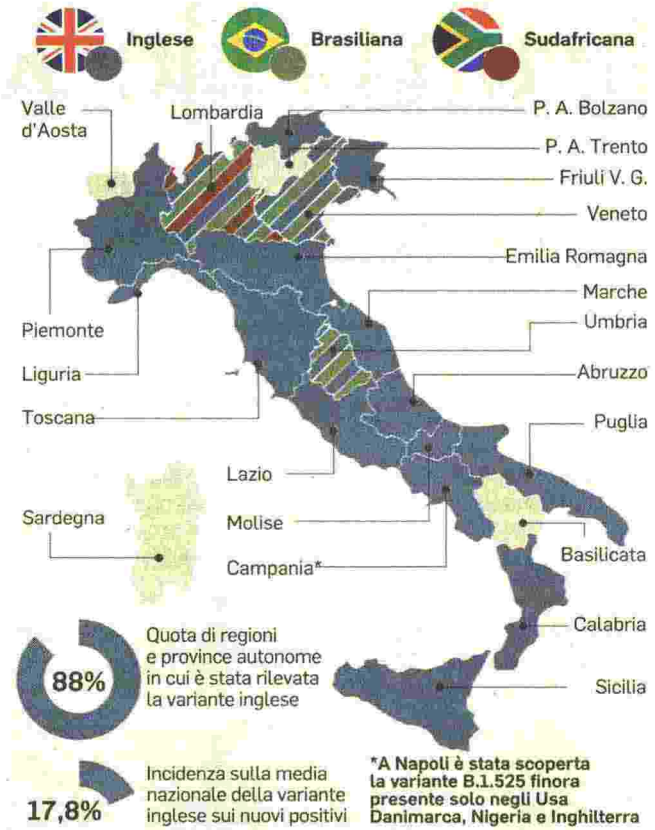 Inglese
Brasiliana
Sudafricana
Valle
d'Aosta
Lombardia
P. A. Bolzano
P. A. Trento
Friuli V. G.
Veneto
Emilia Romagna
Marche
Umbria
Abruzzo
Puglia
Piemonte
Liguria
Toscana
Lazio
Sardegna
Molise
Campania*
Basilicata
Calabria
Sicilia
88%
Quota di regioni
e province autonome
in cui è stata rilevata
la variante inglese
17,8%
Incidenza sulla media
nazionale della variante
inglese sui nuovi positivi
*A Napoli è stata scoperta
la variante B.1.525 finora
presente solo negli Usa
Danimarca, Nigeria e Inghilterra